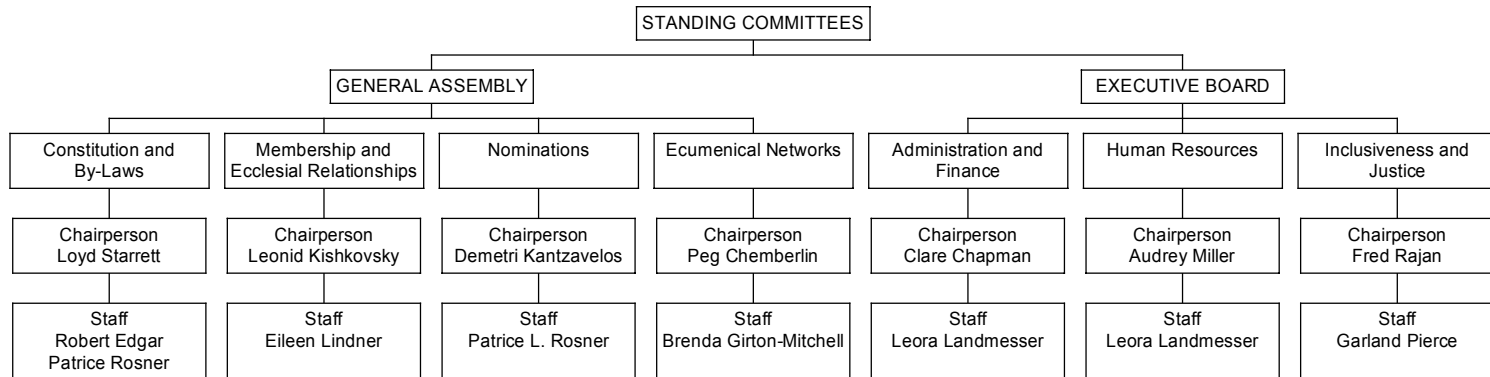 STANDING COMMITTEES
GENERAL ASSEMBLY
EXECUTIVE BOARD
Constitution and
By-Laws
Membership and
Ecclesial Relationships
Nominations
Ecumenical Networks
Administration and
Finance
Human Resources
Inclusiveness and
Justice
Chairperson
Loyd Starrett
Chairperson
Leonid Kishkovsky
Chairperson
Demetri Kantzavelos
Chairperson
Peg Chemberlin
Chairperson
Clare Chapman
Chairperson
Audrey Miller
Chairperson
Fred Rajan
Staff
Robert Edgar
Patrice Rosner
Staff
Eileen Lindner
Staff
Patrice L. Rosner
Staff
Brenda Girton-Mitchell
Staff
Leora Landmesser
Staff
Leora Landmesser
Staff
Garland Pierce